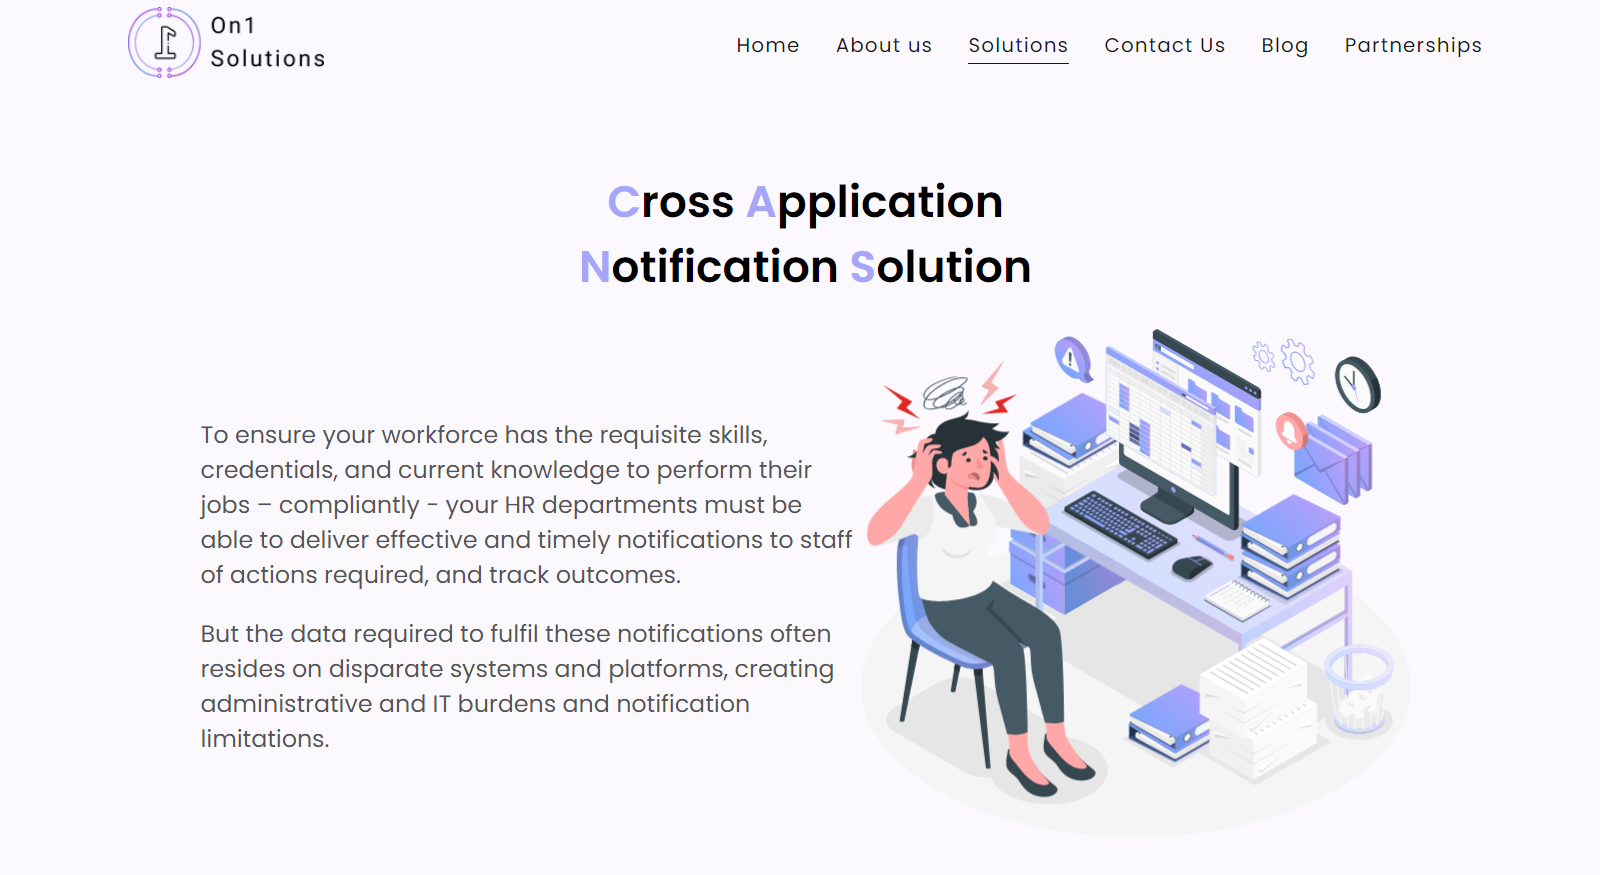 On1
Solutions
Home
About us
Solutions
Contact Us
Blog
Partnerships
Cross Application
Notification Solution
To ensure your workforce has the requisite skills,
credentials, and current knowledge to perform their
jobs – compliantly - your HR departments must be
able to deliver effective and timely notifications to staff
of actions required, and track outcomes.
But the data required to fulfil these notifications often
resides on disparate systems and platforms, creating
administrative and IT burdens and notification
limitations.